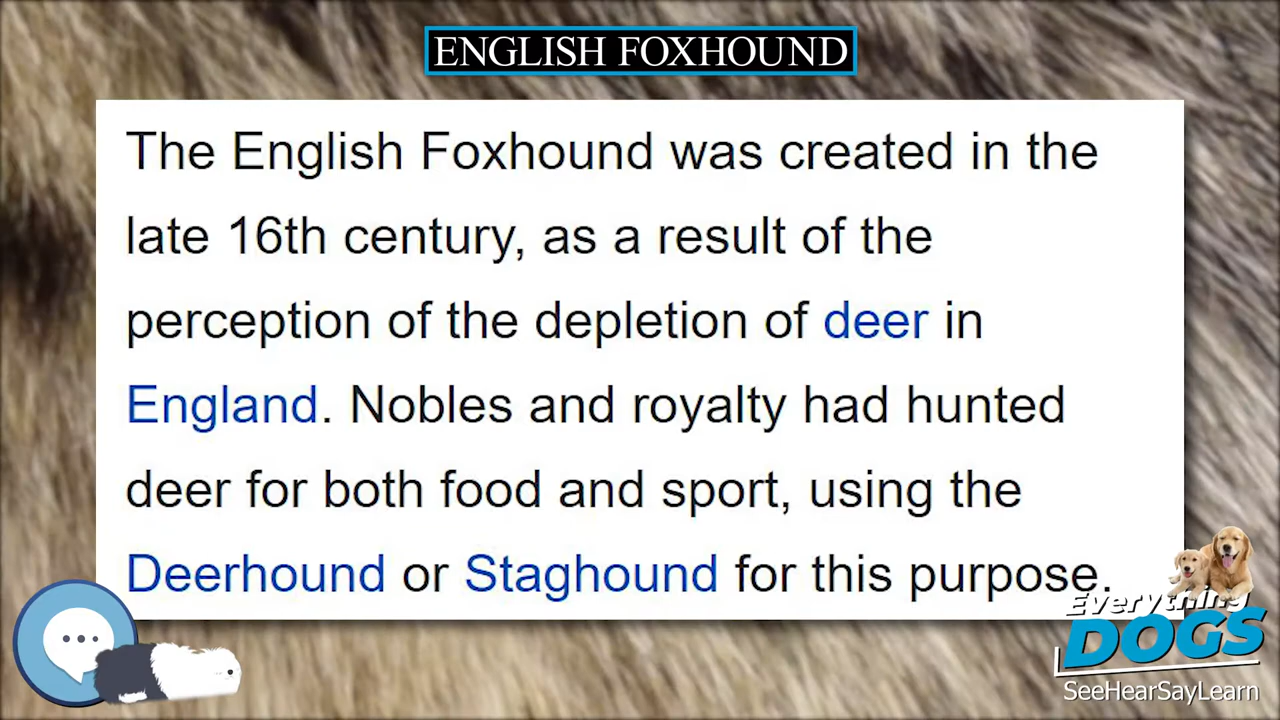 ENGLISH FOXHOUND
The English Foxhound was created in the
late 16th century, as a result of the
perception of the depletion of deer in
England. Nobles and royalty had hunted
deer for both food and sport, using the
Deerhound or Staghound for this purpose.
Everything
DOGS
SeeHearSayLearn